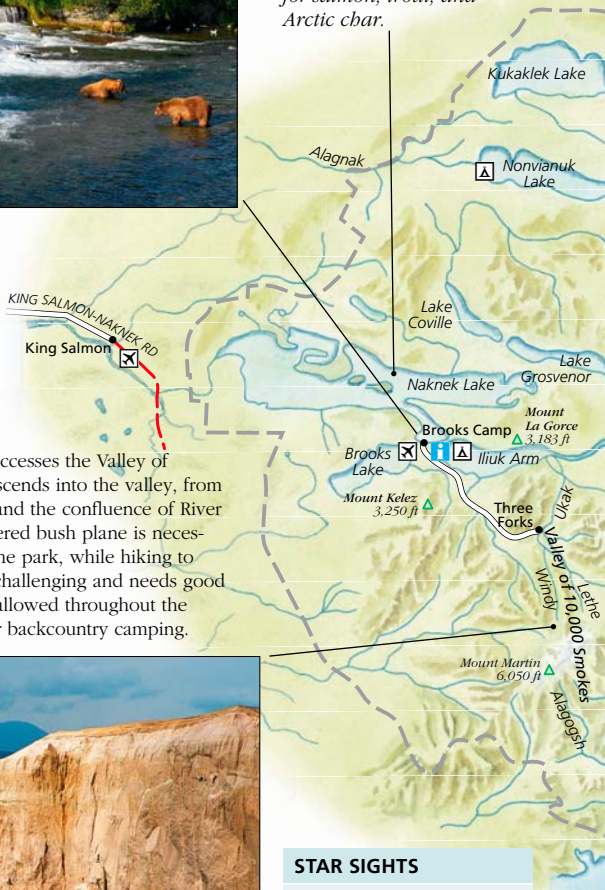 for salmon, trout, and
Arctic char.
Kukaklek Lake
Alagnak
Nonvianuk
Lake
KING SALMON-NAKNEK RD
King Salmon
Lake
Coville
Lake
Grosvenor
Naknek Lake
Mount
La Gorce
3,183 ft
Brooks Camp
Brooks
Lake
Iliuk Arm
Mount Kelez
3,250 ft
Three
Forks
Ukak
Valley of 10,000 Smokes
Windy
Lethe
Mount Martin
6,050 ft
Alagogsh
ccesses the Valley of
scends into the valley, from
und the confluence of River
ered bush plane is neces-
ne park, while hiking to
challenging and needs good
allowed throughout the
r backcountry camping.
STAR SIGHTS